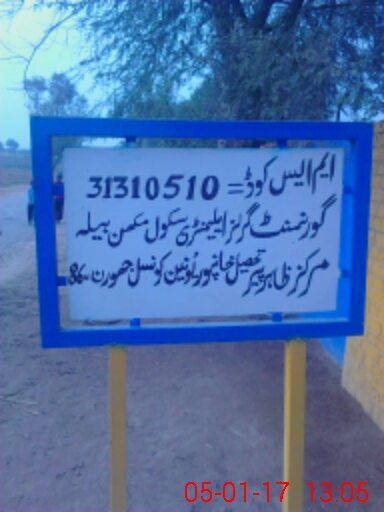 ایم ایس کوڈ= 31310510
گورنمنٹ گرلز ایلیمنٹری سکول مکھن بیلہ
مرکز ظاہر پیر تحصیل خانپور یونین کونسل جھورن
05-01-17 13:05